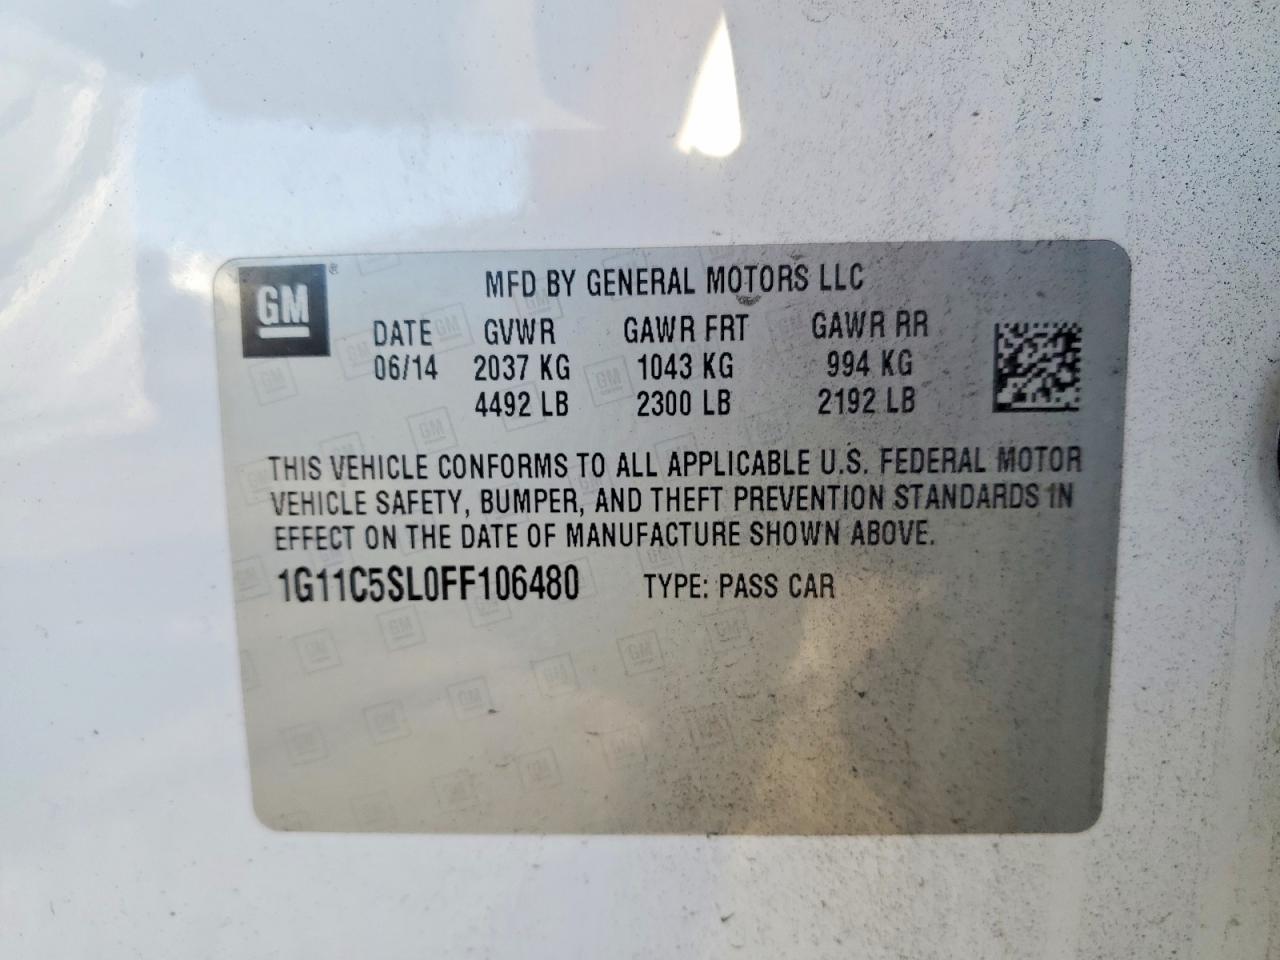 GM®
MFD BY GENERAL MOTORS LLC
DATE GVWR GAWR FRT GAWR RR
06/14 2037 KG 1043 KG 994 KG
4492 LB 2300 LB 2192 LB
THIS VEHICLE CONFORMS TO ALL APPLICABLE U.S. FEDERAL MOTOR
VEHICLE SAFETY, BUMPER, AND THEFT PREVENTION STANDARDS IN
EFFECT ON THE DATE OF MANUFACTURE SHOWN ABOVE.
1G11C5SL0FF106480 TYPE: PASS CAR